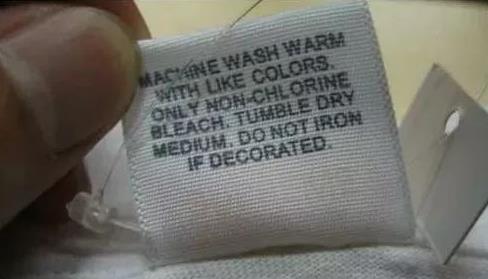 MACHINE WASH WARM
WITH LIKE COLORS.
ONLY NON-CHLORINE
BLEACH. TUMBLE DRY
MEDIUM. DO NOT IRON
IF DECORATED.